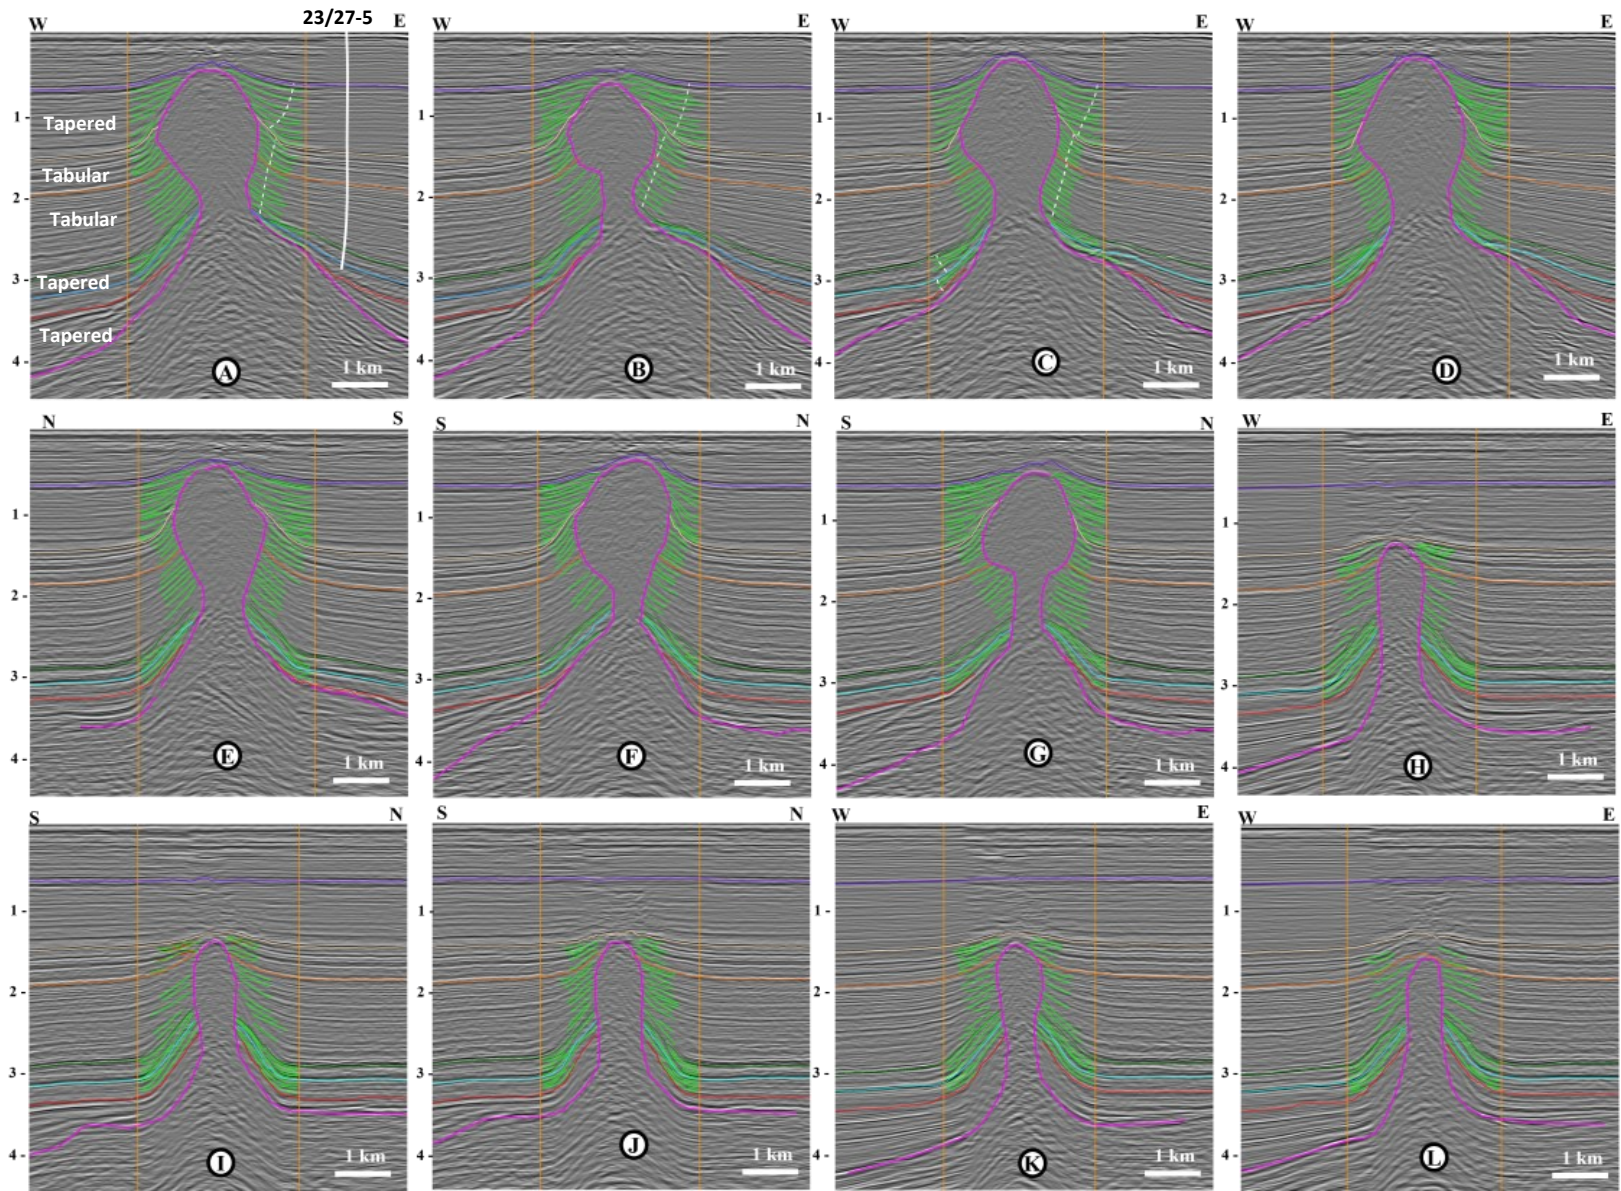 23/27-5
W E W E W E W E
1 - 1 - 1 - 1 -
Tapered
Tabular
2 - 2 - 2 - 2 -
Tabular
3 - 3 - 3 - 3 -
Tapered
Tapered
4 - 4 - 4 - 4 -
A 1 km B 1 km C 1 km D 1 km
N S S N S N W E
1 - 1 - 1 - 1 -
2 - 2 - 2 - 2 -
3 - 3 - 3 - 3 -
4 - 4 - 4 - 4 -
E 1 km F 1 km G 1 km H 1 km
S N S N W E W E
1 - 1 - 1 - 1 -
2 - 2 - 2 - 2 -
3 - 3 - 3 - 3 -
4 - 4 - 4 - 4 -
I 1 km J 1 km K 1 km L 1 km